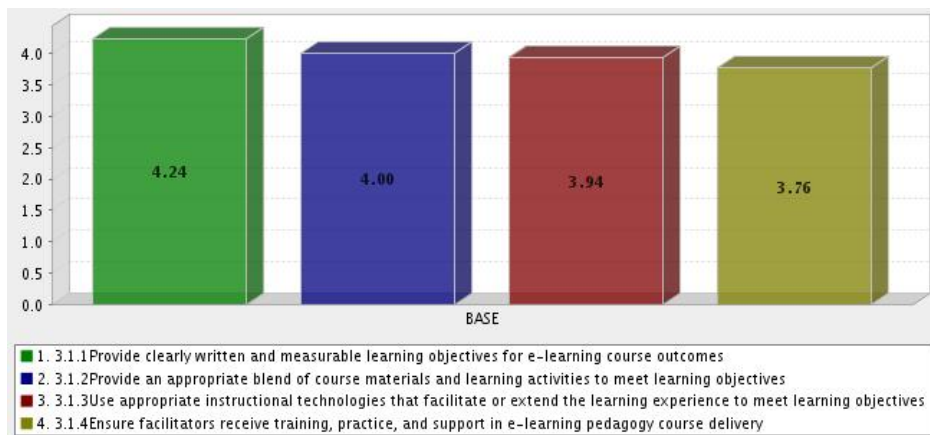 4.0
3.5
3.0
2.5
2.0
1.5
1.0
0.5
0.0
4.24
4.00
3.94
3.76
BASE
1. 3.1.1Provide clearly written and measurable learning objectives for e-learning course outcomes
2. 3.1.2Provide an appropriate blend of course materials and learning activities to meet learning objectives
3. 3.1.3Use appropriate instructional technologies that facilitate or extend the learning experience to meet learning objectives
4. 3.1.4Ensure facilitators receive training, practice, and support in e-learning pedagogy course delivery